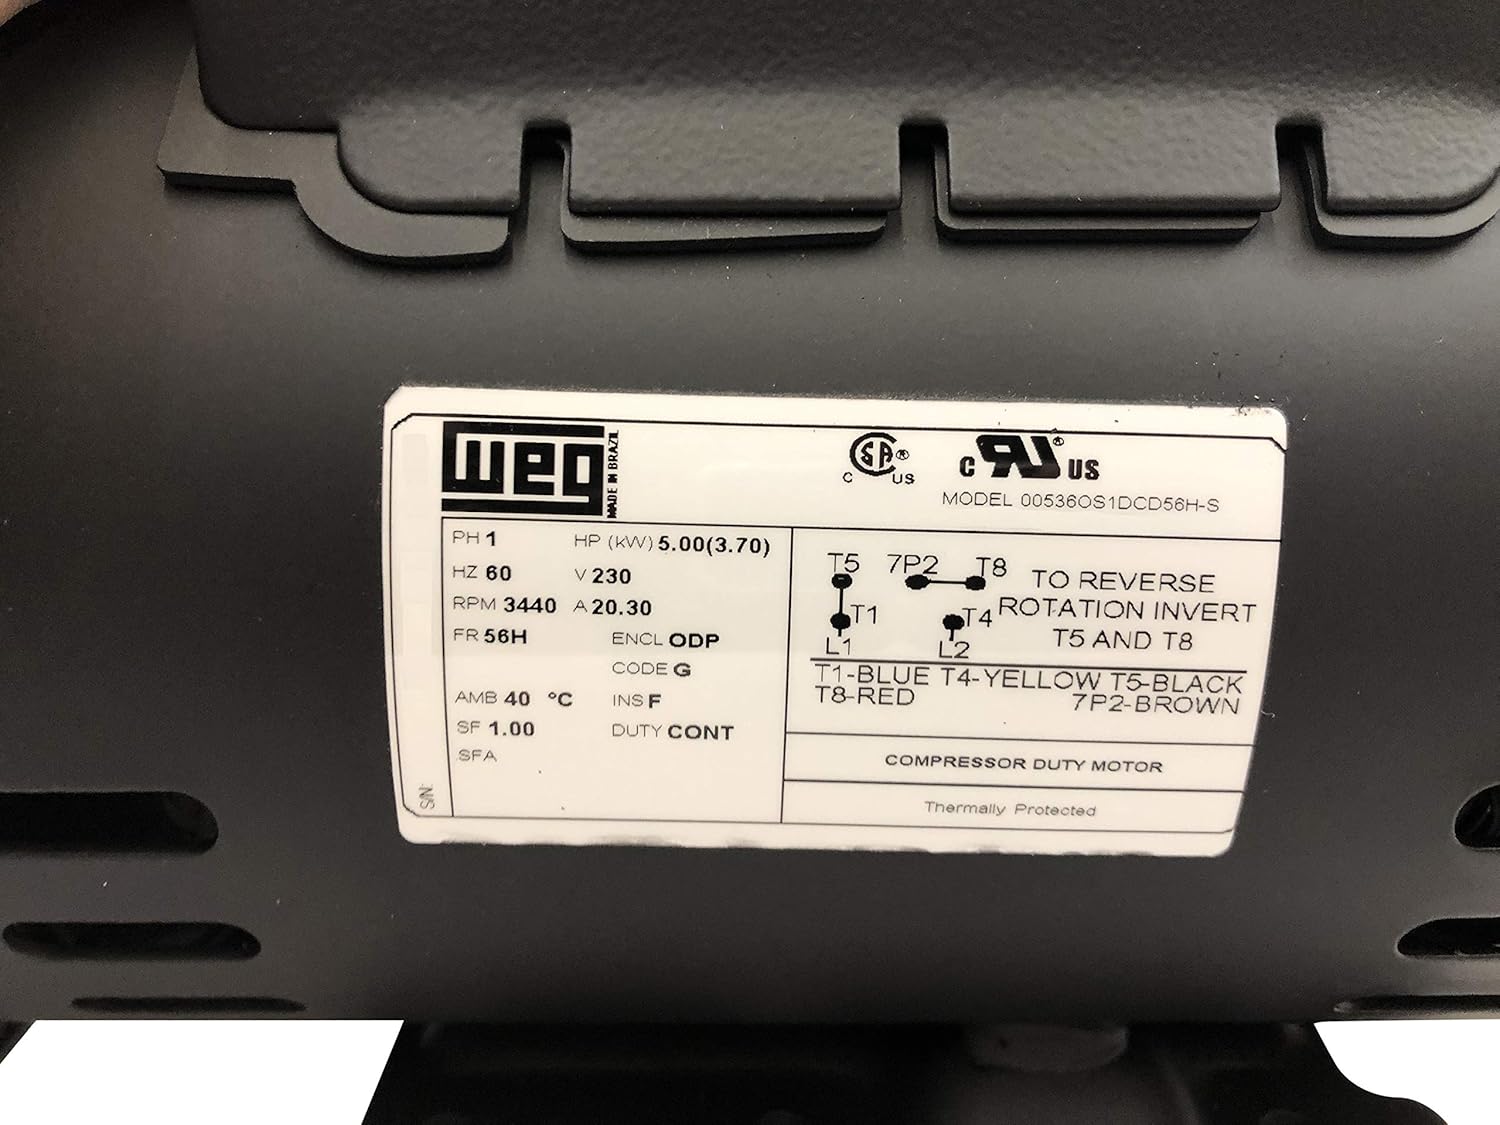 weg
MADE IN BRAZIL
CSA®
C US
C RU® US
MODEL 00536OS1DCD56H-S
PH 1 HP (kW) 5.00(3.70)
HZ 60 V 230
RPM 3440 A 20.30
FR 56H ENCL ODP
CODE G
AMB 40 °C INS F
SF 1.00 DUTY CONT
SFA
S/N:
T5 7P2 T8
T1 T4
L1 L2
TO REVERSE
ROTATION INVERT
T5 AND T8
T1-BLUE T4-YELLOW T5-BLACK
T8-RED 7P2-BROWN
COMPRESSOR DUTY MOTOR
Thermally Protected